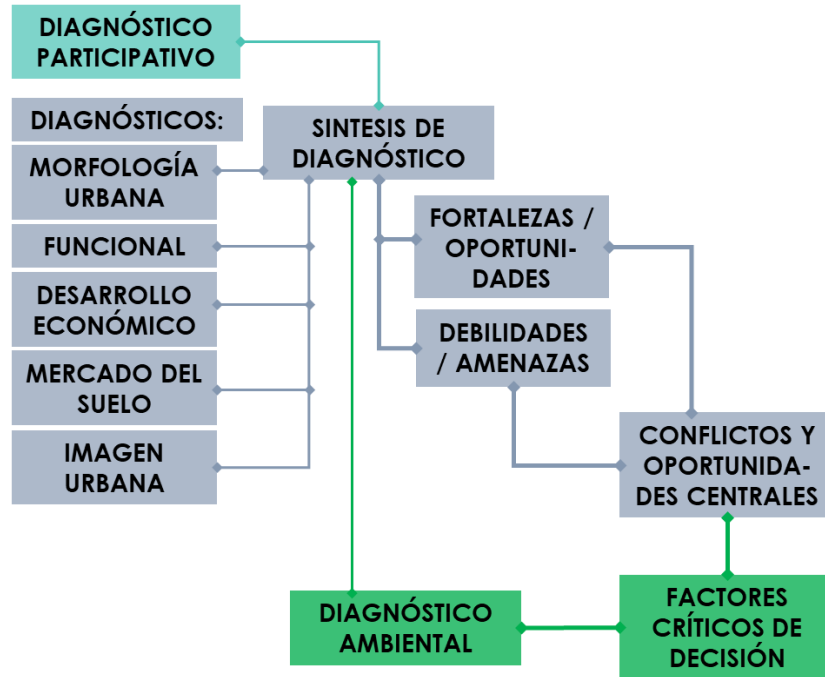 DIAGNÓSTICO
PARTICIPATIVO
DIAGNÓSTICOS:
MORFOLOGÍA
URBANA
FUNCIONAL
DESARROLLO
ECONÓMICO
MERCADO DEL
SUELO
IMAGEN
URBANA
SINTESIS DE
DIAGNÓSTICO
FORTALEZAS /
OPORTUNI-
DADES
DEBILIDADES
/ AMENAZAS
CONFLICTOS Y
OPORTUNIDA-
DES CENTRALES
DIAGNÓSTICO
AMBIENTAL
FACTORES
CRÍTICOS DE
DECISIÓN